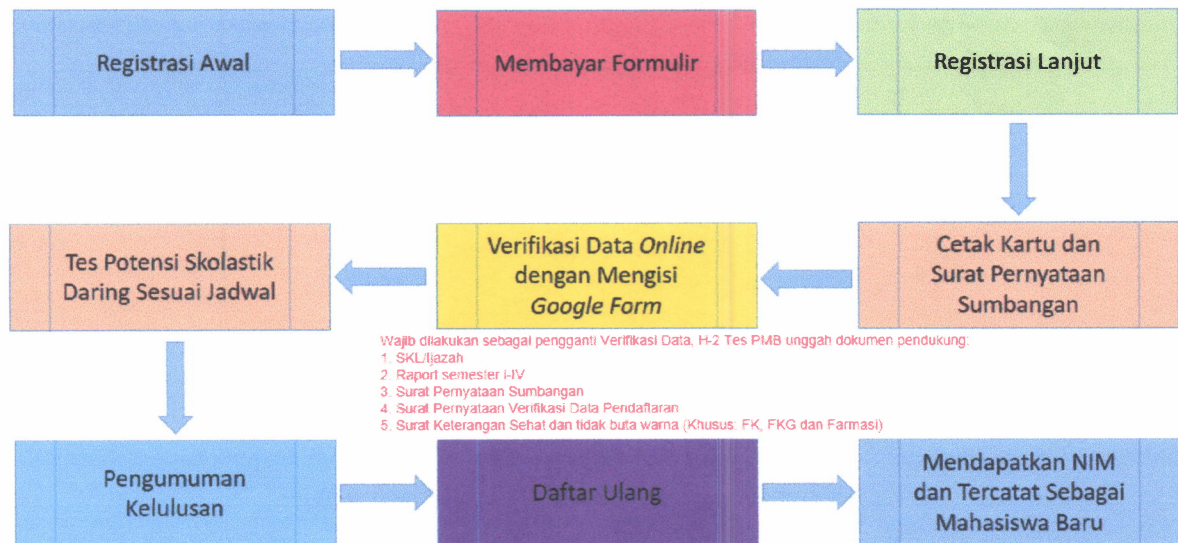 Registrasi Awal
Membayar Formulir
Registrasi Lanjut
Cetak Kartu dan
Surat Pernyataan
Sumbangan
Verifikasi Data Online
dengan Mengisi
Google Form
Wajib dilakukan sebagai pengganti Verifikasi Data, H-2 Tes PMB unggah dokumen pendukung:
1. SKL/Ijazah
2. Raport semester I-IV
3. Surat Pernyataan Sumbangan
4. Surat Pernyataan Verifikasi Data Pendaftaran
5. Surat Keterangan Sehat dan tidak buta warna (Khusus: FK, FKG dan Farmasi)
Tes Potensi Skolastik
Daring Sesuai Jadwal
Pengumuman
Kelulusan
Daftar Ulang
Mendapatkan NIM
dan Tercatat Sebagai
Mahasiswa Baru